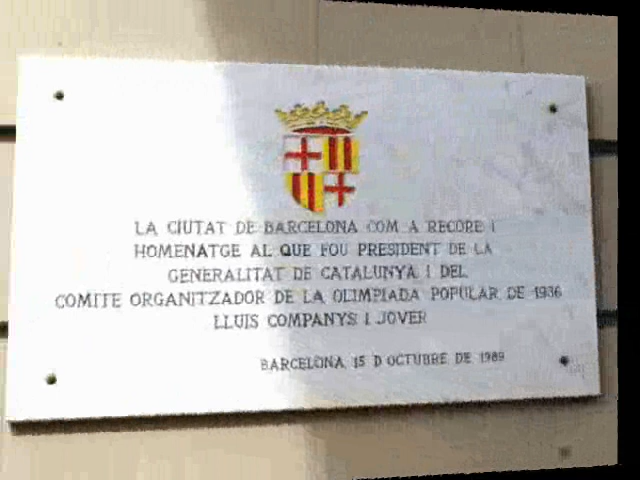 LA CIUTAT DE BARCELONA COM A RECORD I
HOMENATGE AL QUE FOU PRESIDENT DE LA
GENERALITAT DE CATALUNYA I DEL
COMITE ORGANITZADOR DE LA OLIMPIADA POPULAR DE 1936
LLUIS COMPANYS I JOVER
BARCELONA, 15 D OCTUBRE DE 1989